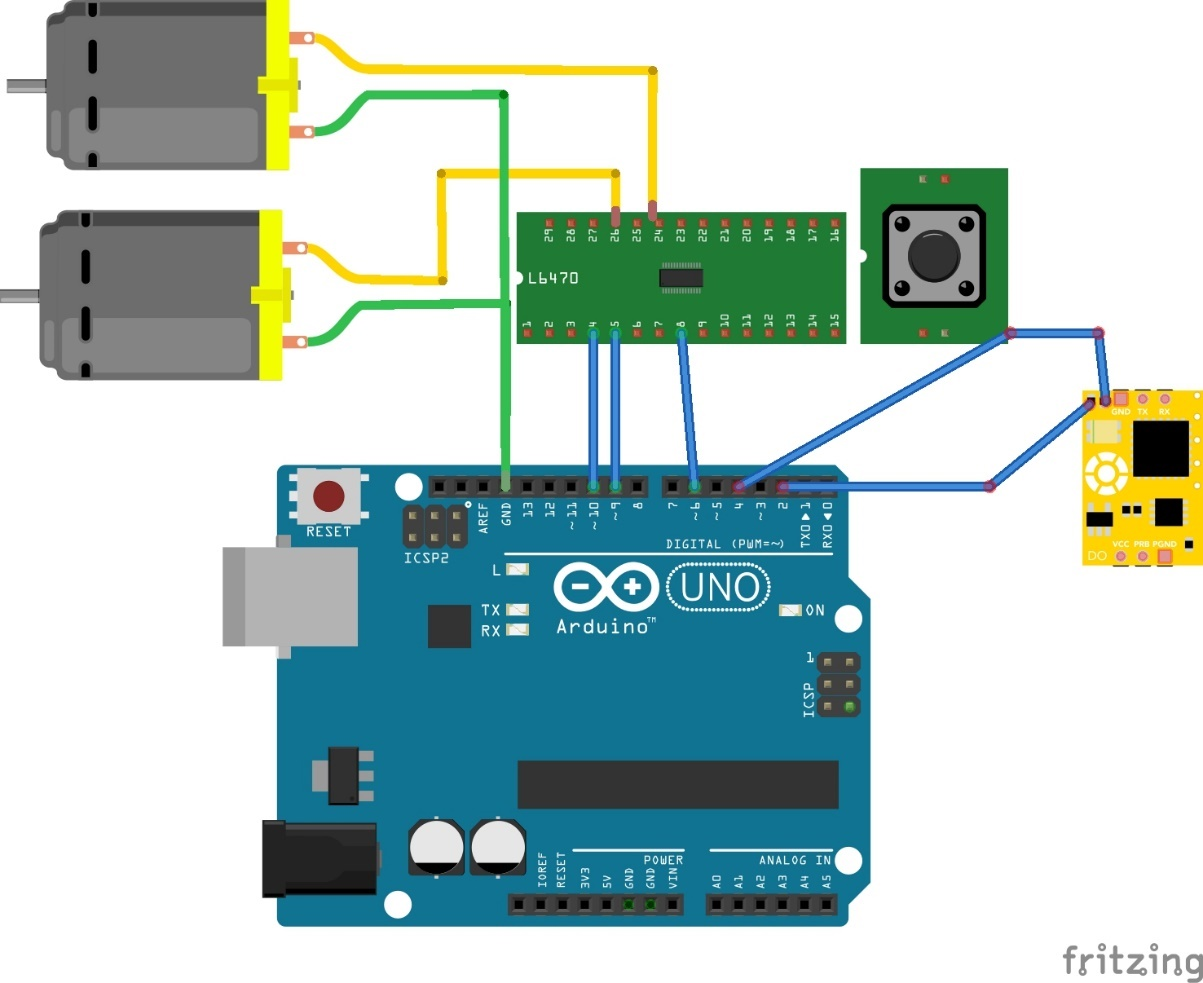 29 28 27 26 25 24 23 22 21 20 19 18 17 16
L6470
1 2 3 4 5 6 7 8 9 10 11 12 13 14 15
GND TX RX
DO VCC PRB PGND
RESET
ICSP2
AREF GND 13 12 ~11 ~10 ~9 8 7 ~6 ~5 4 ~3 2 TX0▶1 RX0◀0
DIGITAL (PWM=~)
L
TX
RX
UNO
Arduino™
ON
1
ICSP
POWER
ANALOG IN
IOREF RESET 3V3 5V GND GND VIN A0 A1 A2 A3 A4 A5
fritzing